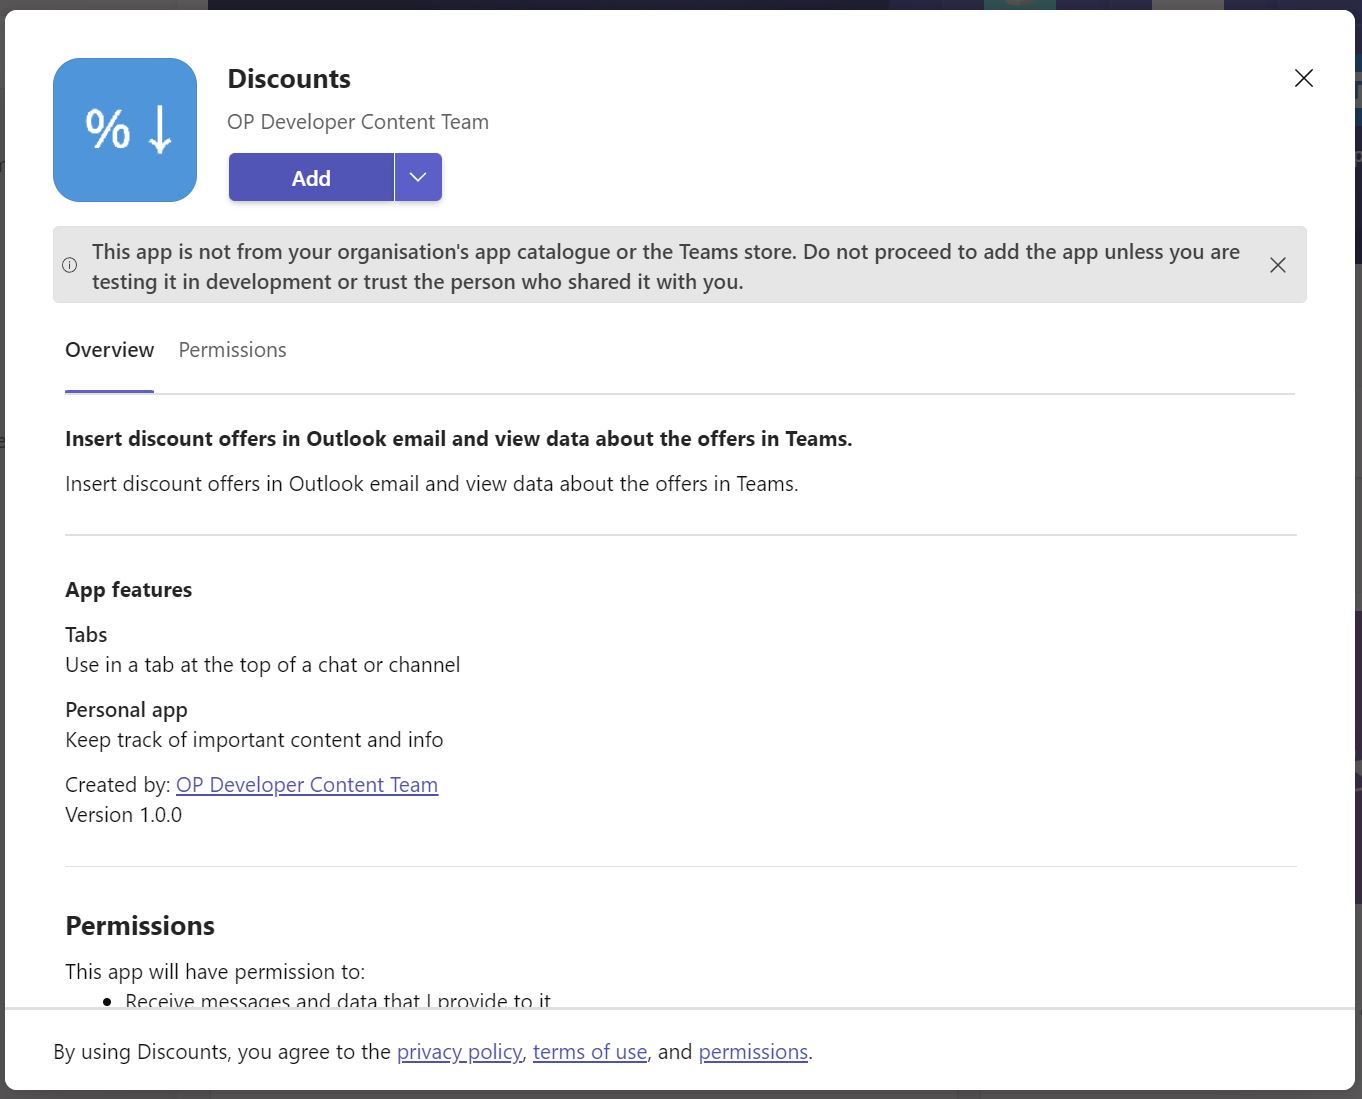 % ↓
Discounts
OP Developer Content Team
Add
This app is not from your organisation's app catalogue or the Teams store. Do not proceed to add the app unless you are
testing it in development or trust the person who shared it with you.
Overview Permissions
Insert discount offers in Outlook email and view data about the offers in Teams.
Insert discount offers in Outlook email and view data about the offers in Teams.
App features
Tabs
Use in a tab at the top of a chat or channel
Personal app
Keep track of important content and info
Created by: OP Developer Content Team
Version 1.0.0
Permissions
This app will have permission to:
• Receive messages and data that I provide to it
By using Discounts, you agree to the privacy policy, terms of use, and permissions.